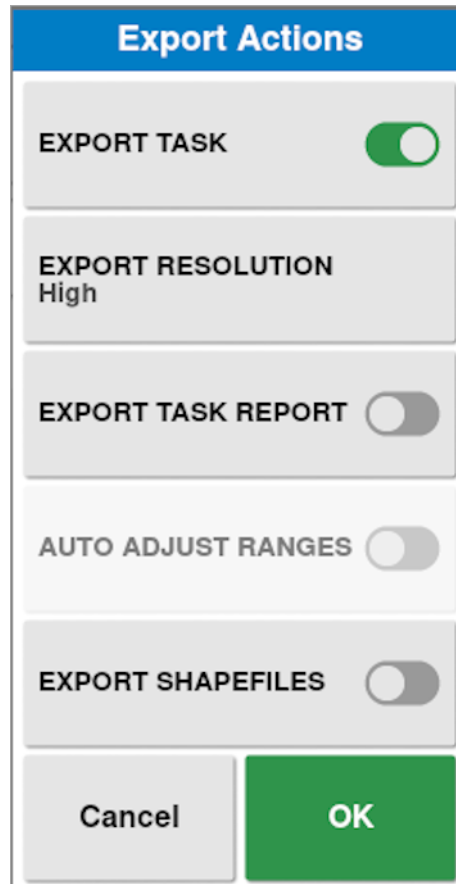 Export Actions
EXPORT TASK
EXPORT RESOLUTION
High
EXPORT TASK REPORT
AUTO ADJUST RANGES
EXPORT SHAPEFILES
Cancel
OK